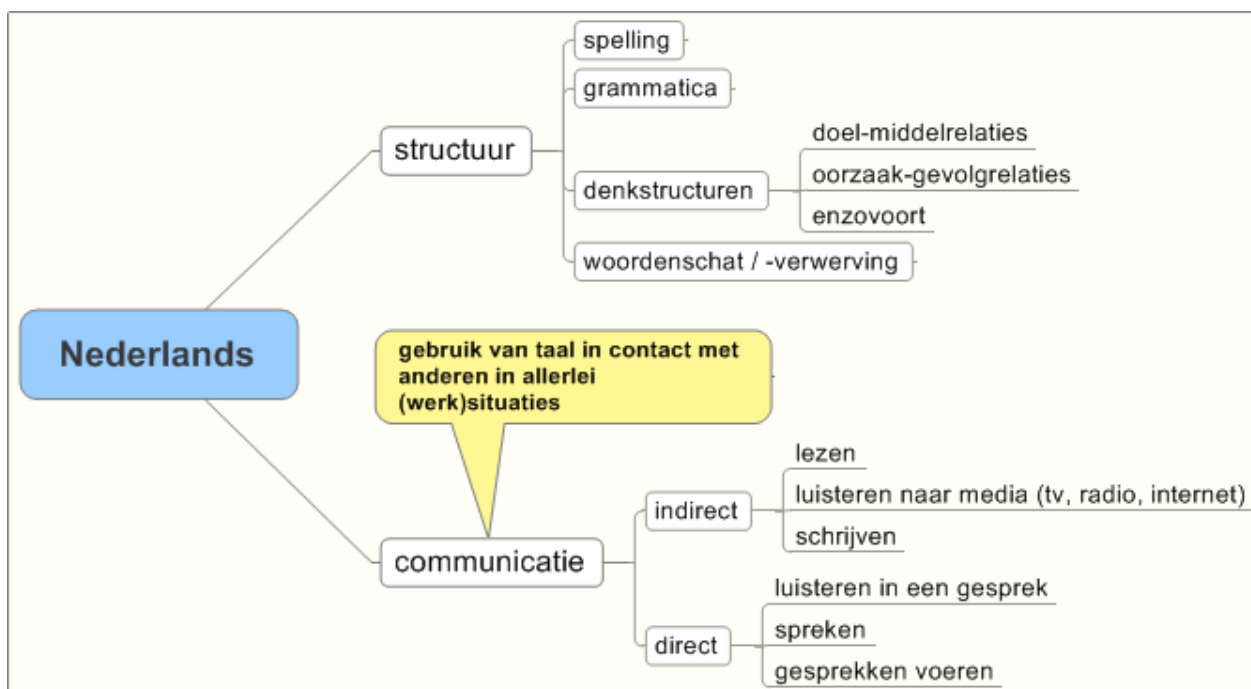 spelling
grammatica
structuur
denkstructuren
doel-middelrelaties
oorzaak-gevolgrelaties
enzovoort
woordenschat / -verwerving
Nederlands
gebruik van taal in contact met
anderen in allerlei
(werk)situaties
communicatie
indirect
lezen
luisteren naar media (tv, radio, internet)
schrijven
direct
luisteren in een gesprek
spreken
gesprekken voeren